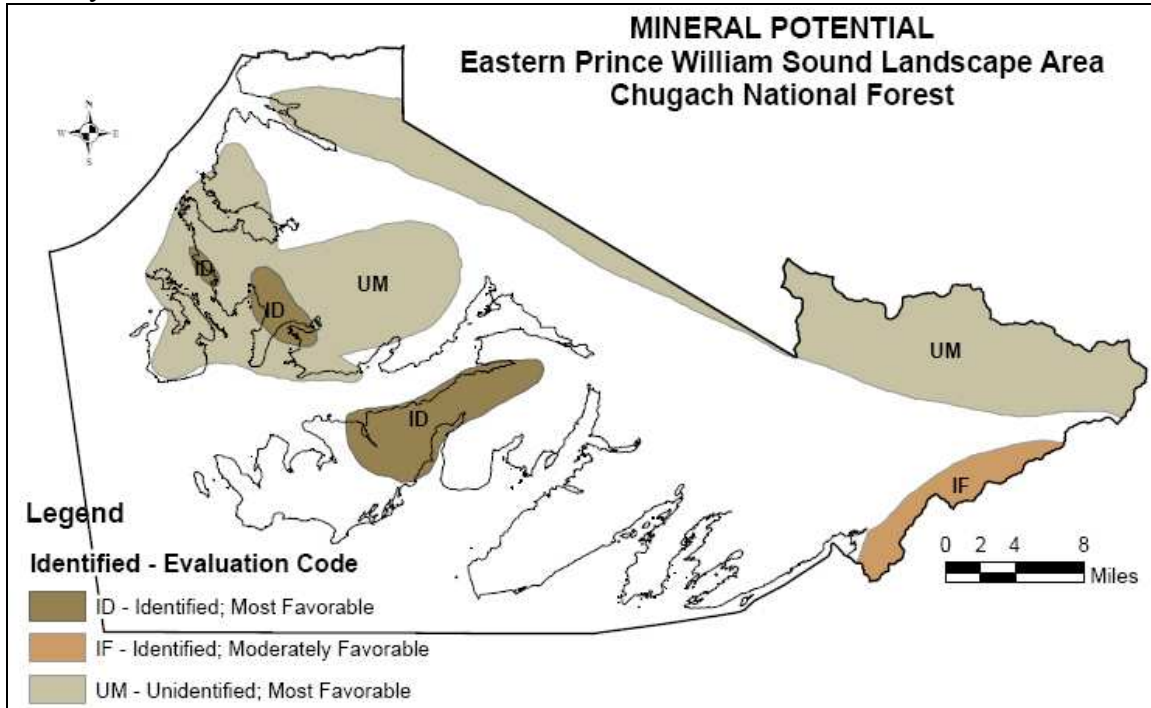 MINERAL POTENTIAL
Eastern Prince William Sound Landscape Area
Chugach National Forest
N
W E
S
ID
ID
UM
ID
UM
IF
Legend
Identified - Evaluation Code
ID - Identified; Most Favorable
IF - Identified; Moderately Favorable
UM - Unidentified; Most Favorable
0 2 4 8
Miles